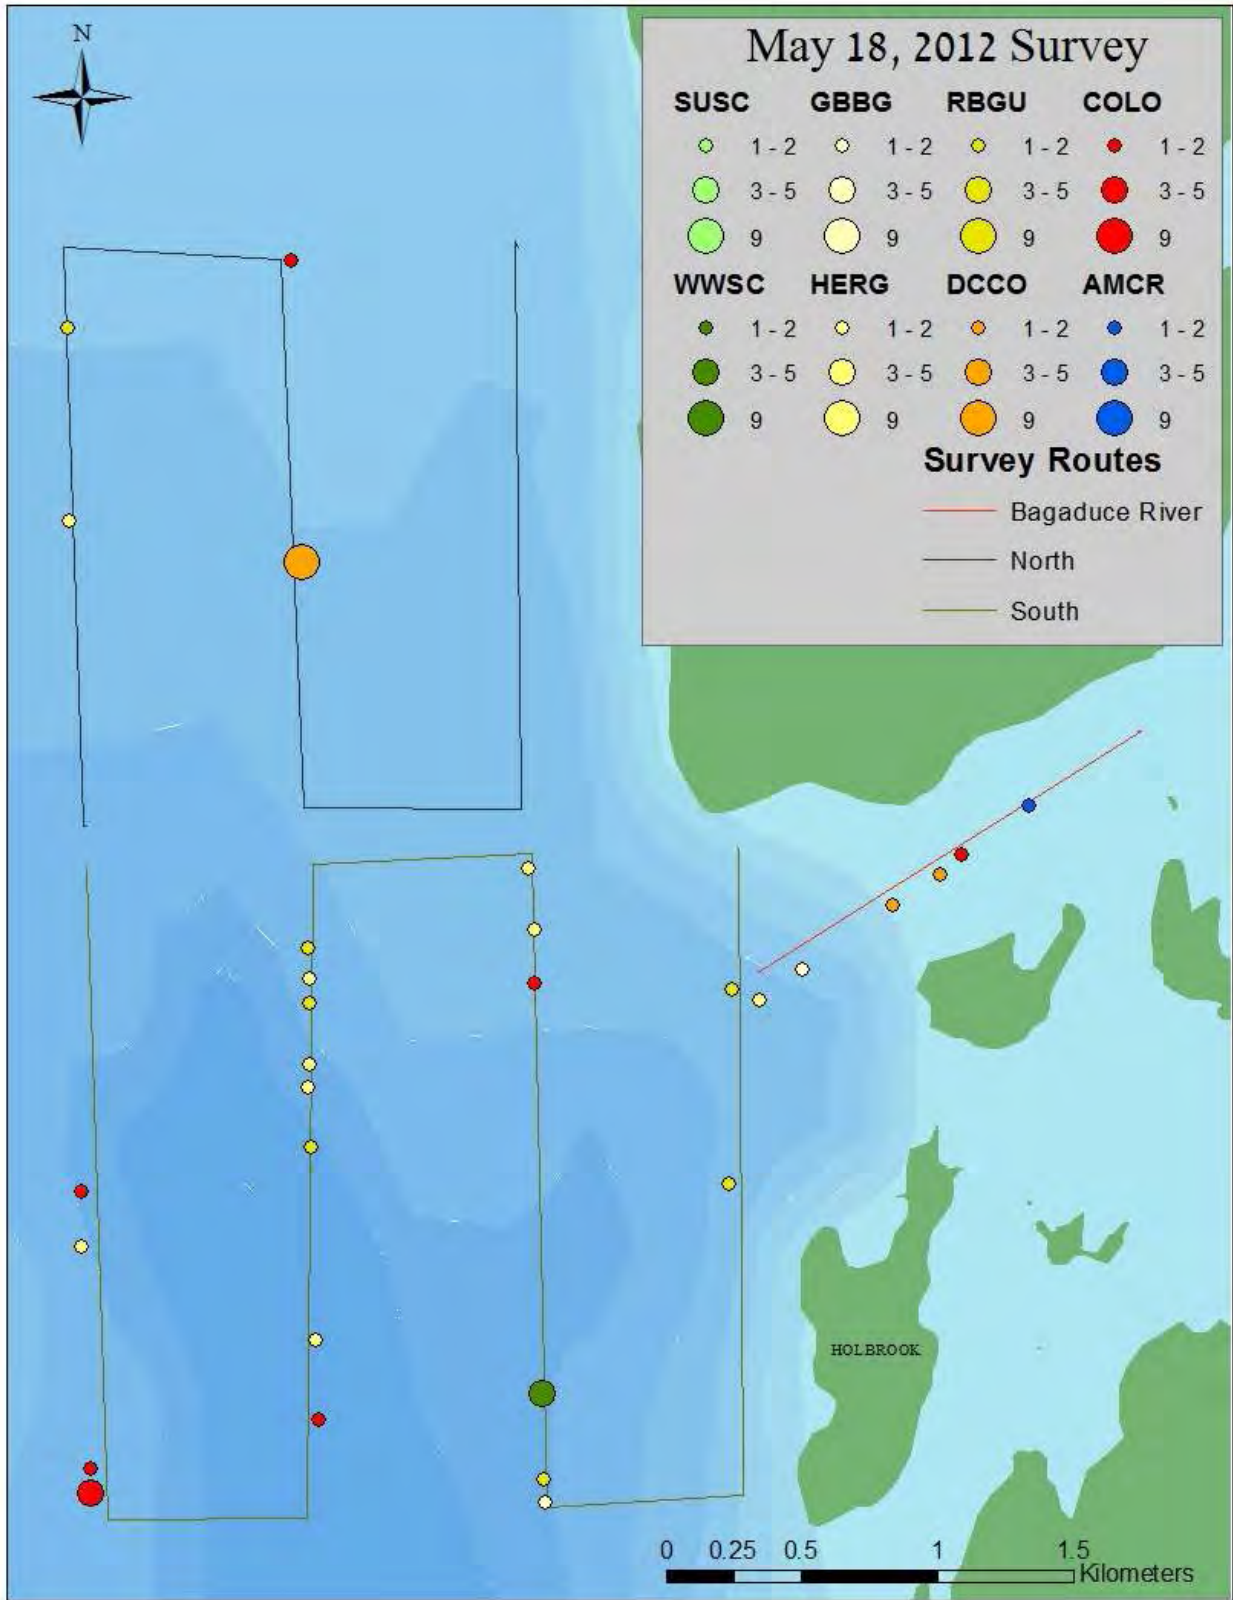 N
May 18, 2012 Survey
SUSC GBBG RBGU COLO
1 - 2 1 - 2 1 - 2 1 - 2
3 - 5 3 - 5 3 - 5 3 - 5
9 9 9 9
WWSC HERG DCCO AMCR
1 - 2 1 - 2 1 - 2 1 - 2
3 - 5 3 - 5 3 - 5 3 - 5
9 9 9 9
Survey Routes
Bagaduce River
North
South
HOLBROOK
0 0.25 0.5 1 1.5
Kilometers